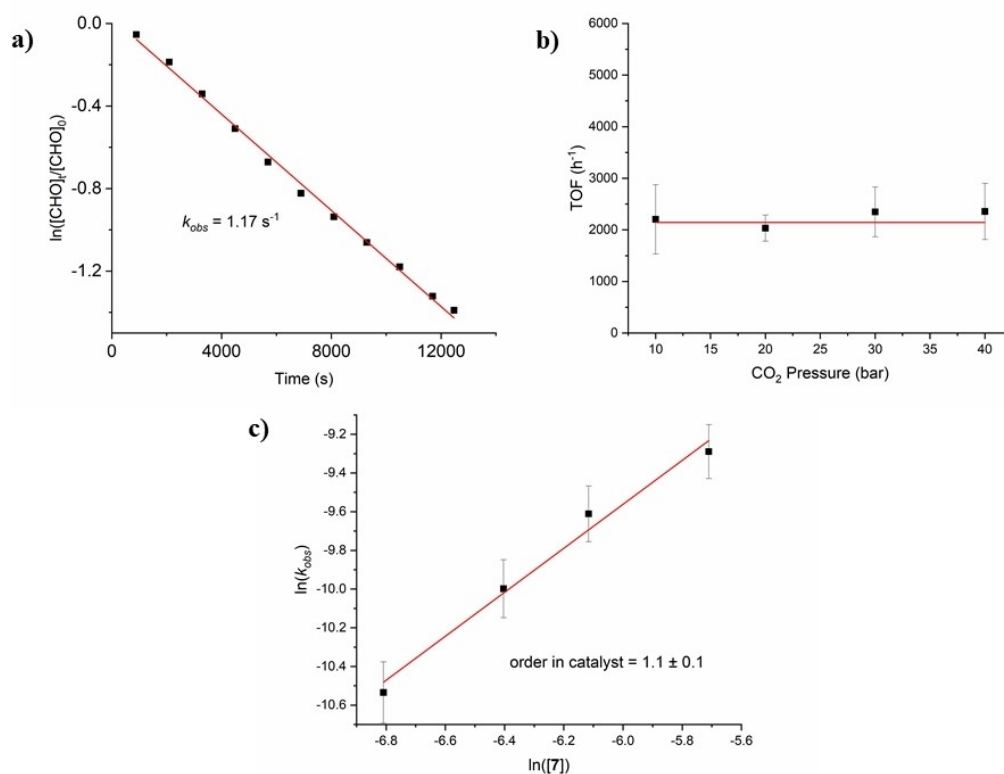 a)
0.0
-0.4
-0.8
-1.2
ln([CHO]t/[CHO]0)
kobs = 1.17 s-1
0 4000 8000 12000
Time (s)
b)
6000
5000
4000
3000
2000
1000
0
TOF (h-1)
10 15 20 25 30 35 40
CO2 Pressure (bar)
c)
-9.2
-9.4
-9.6
-9.8
-10.0
-10.2
-10.4
-10.6
ln(kobs)
order in catalyst = 1.1 ± 0.1
-6.8 -6.6 -6.4 -6.2 -6.0 -5.8 -5.6
ln([7])